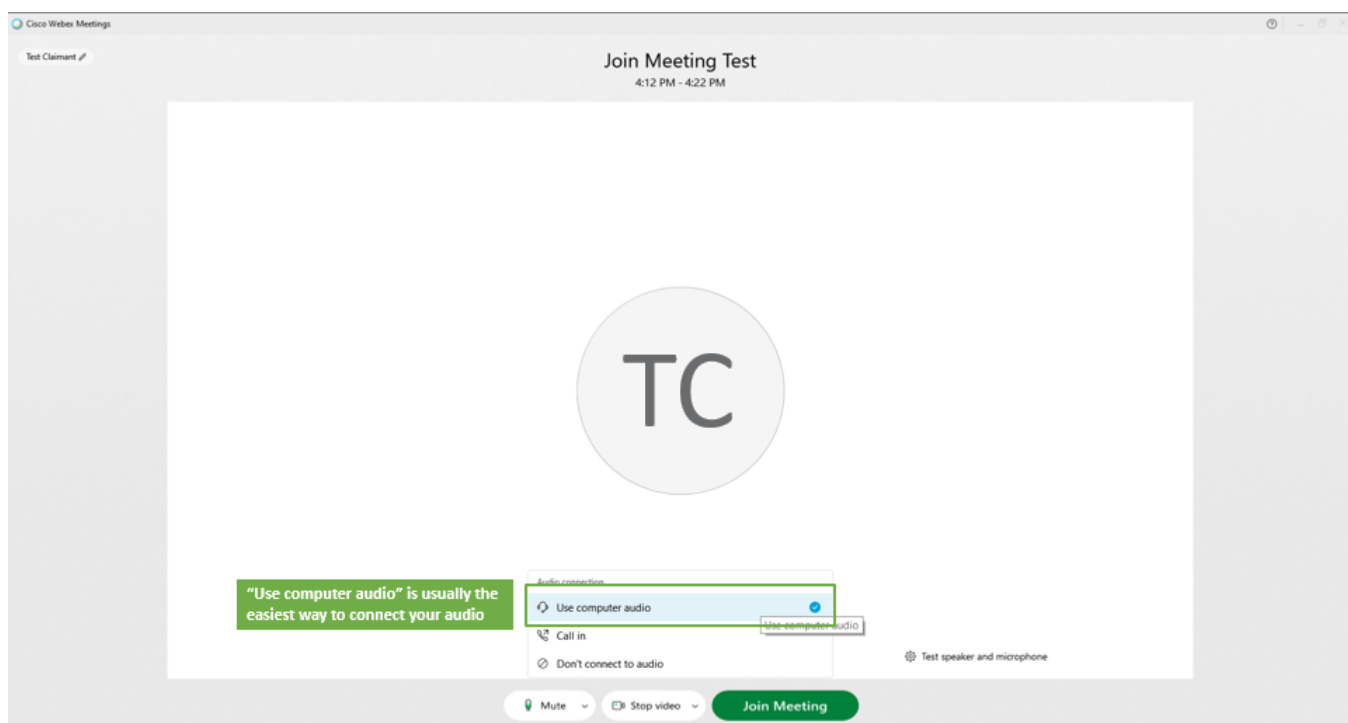 Cisco Webex Meetings
Test Claimant
Join Meeting Test
4:12 PM - 4:22 PM
TC
"Use computer audio" is usually the
easiest way to connect your audio
Audio connection
Use computer audio
Use computer audio
Call in
Don't connect to audio
Test speaker and microphone
Mute
Stop video
Join Meeting